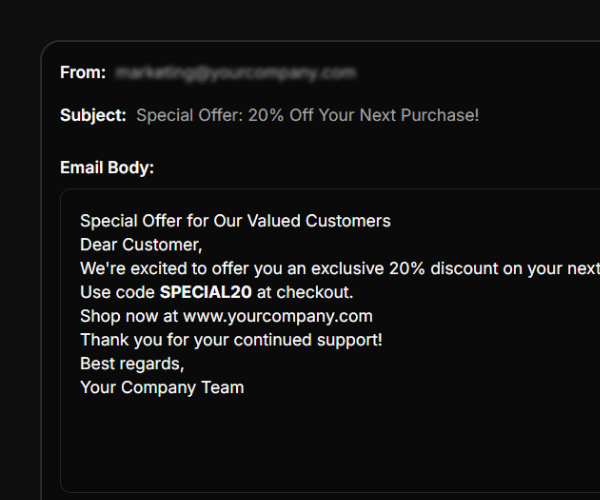 From: marketing@yourcompany.com
Subject: Special Offer: 20% Off Your Next Purchase!
Email Body:
Special Offer for Our Valued Customers
Dear Customer,
We're excited to offer you an exclusive 20% discount on your next
Use code SPECIAL20 at checkout.
Shop now at www.yourcompany.com
Thank you for your continued support!
Best regards,
Your Company Team